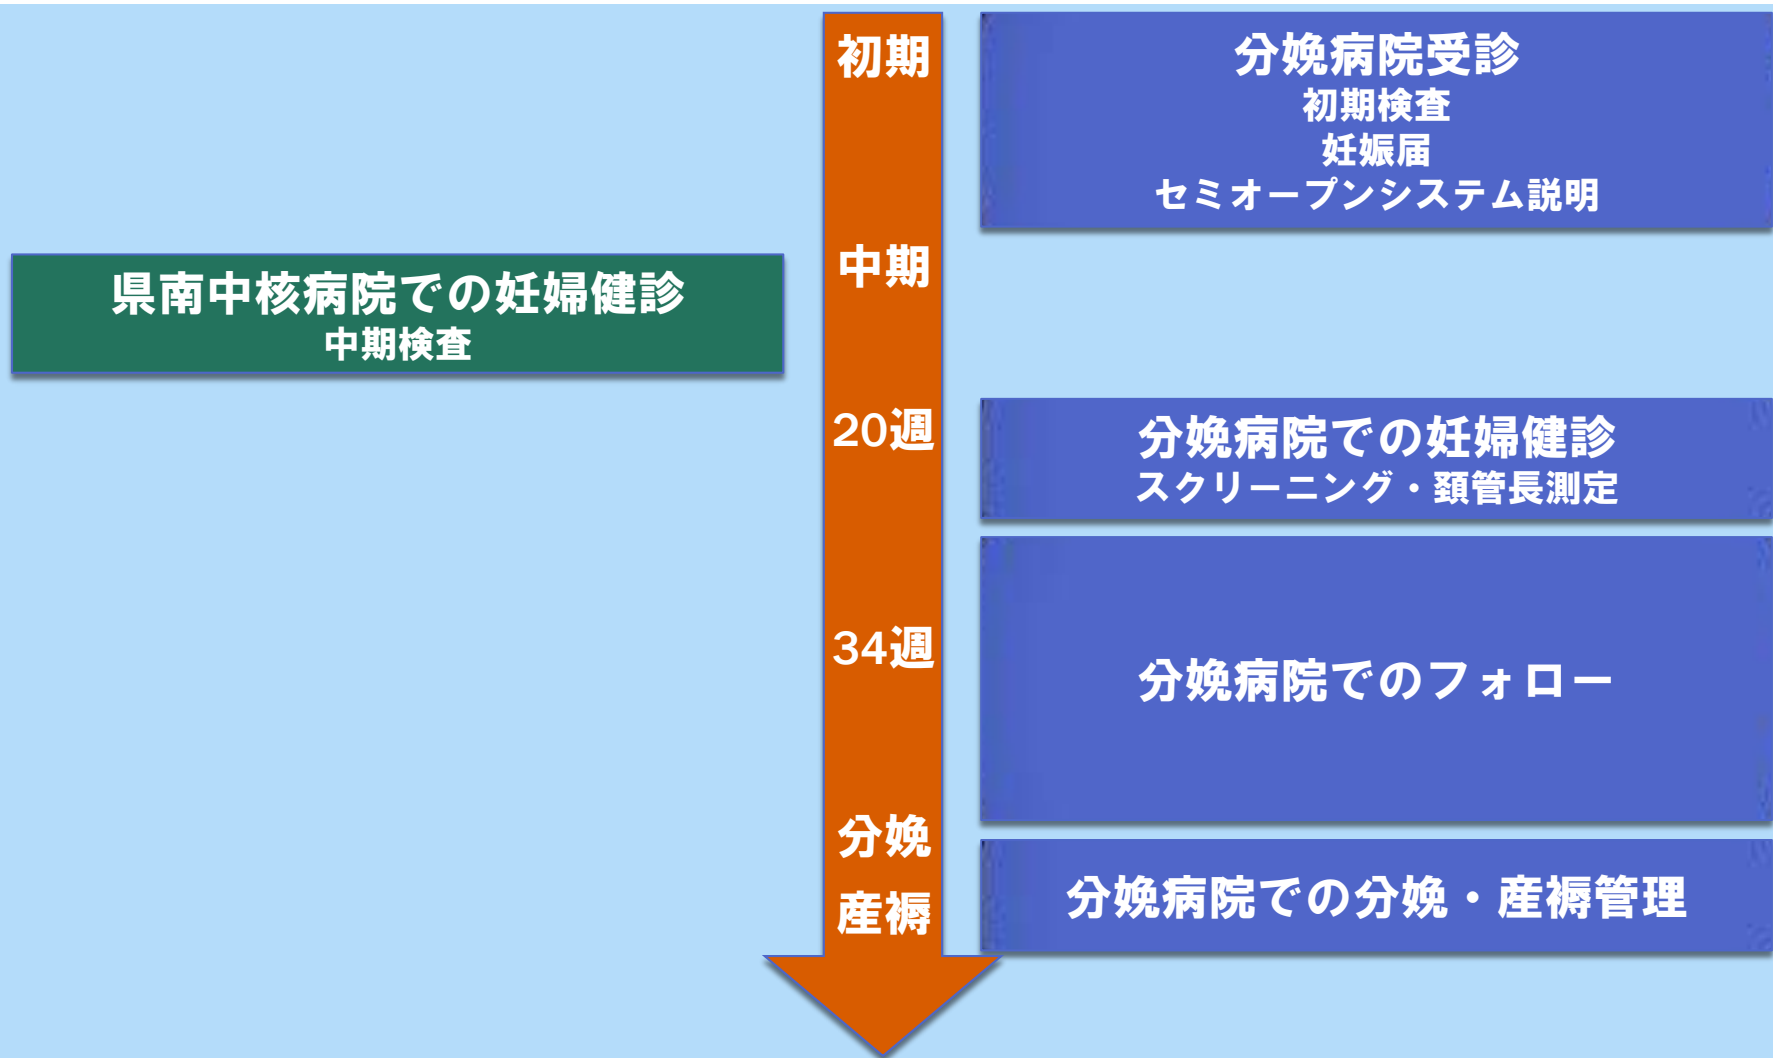 初期
分娩病院受診
初期検査
妊娠届
セミオープンシステム説明
中期
県南中核病院での妊婦健診
中期検査
20週
分娩病院での妊婦健診
スクリーニング・頚管長測定
34週
分娩病院でのフォロー
分娩
産褥
分娩病院での分娩・産褥管理